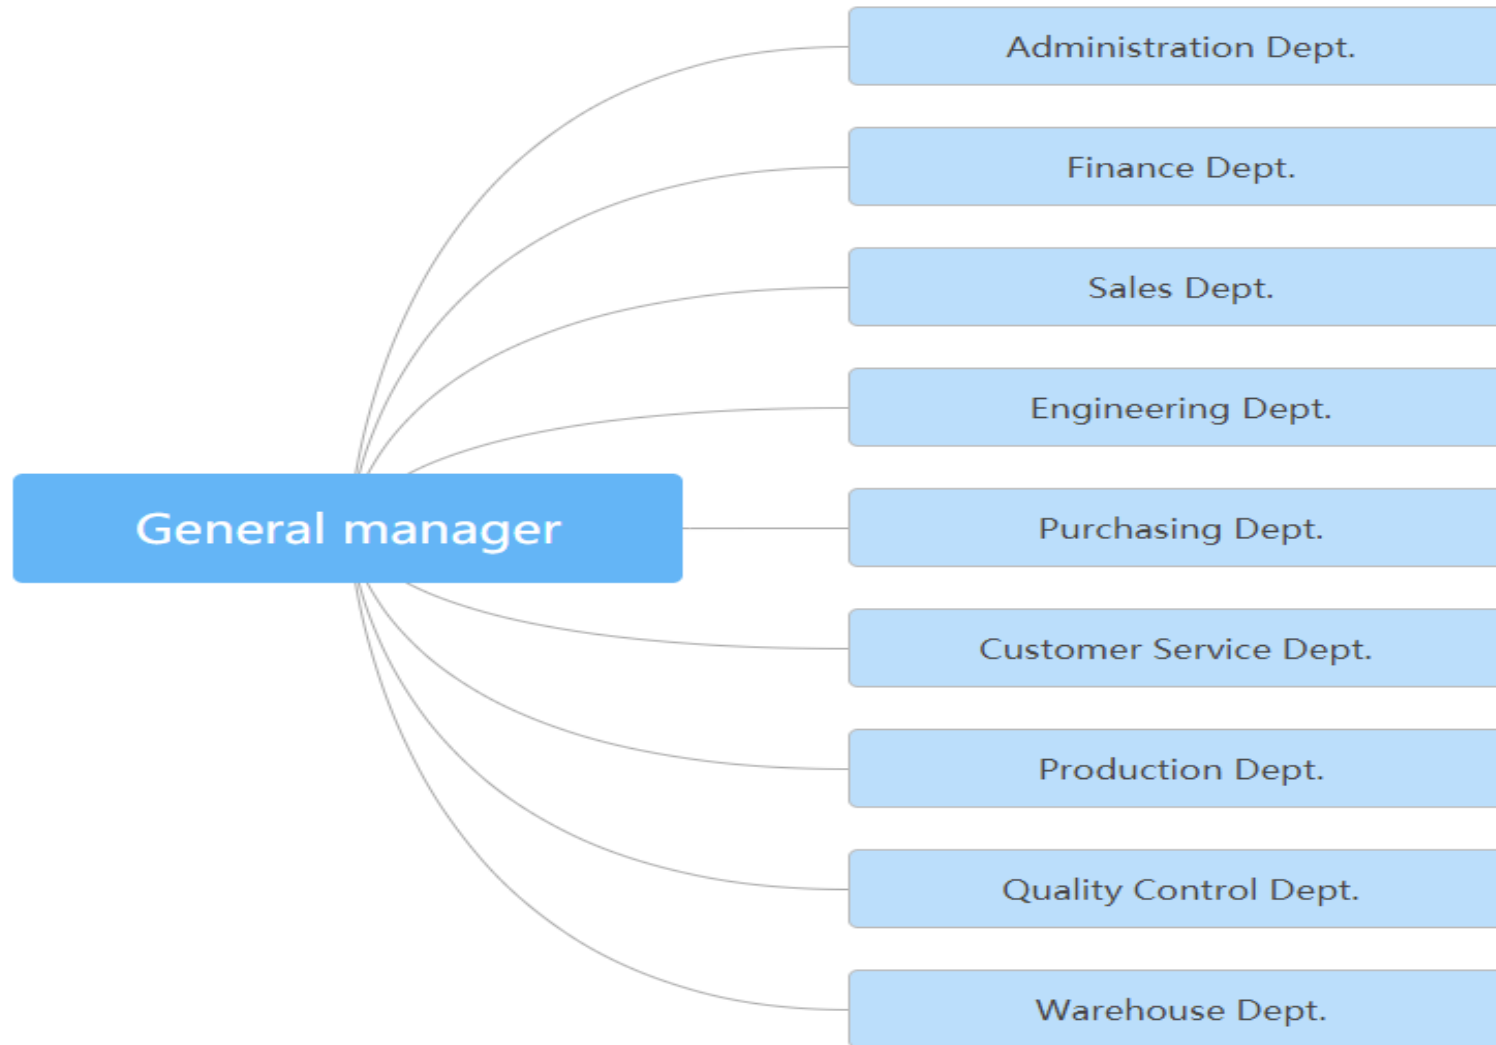 Administration Dept.
Finance Dept.
Sales Dept.
Engineering Dept.
General manager
Purchasing Dept.
Customer Service Dept.
Production Dept.
Quality Control Dept.
Warehouse Dept.